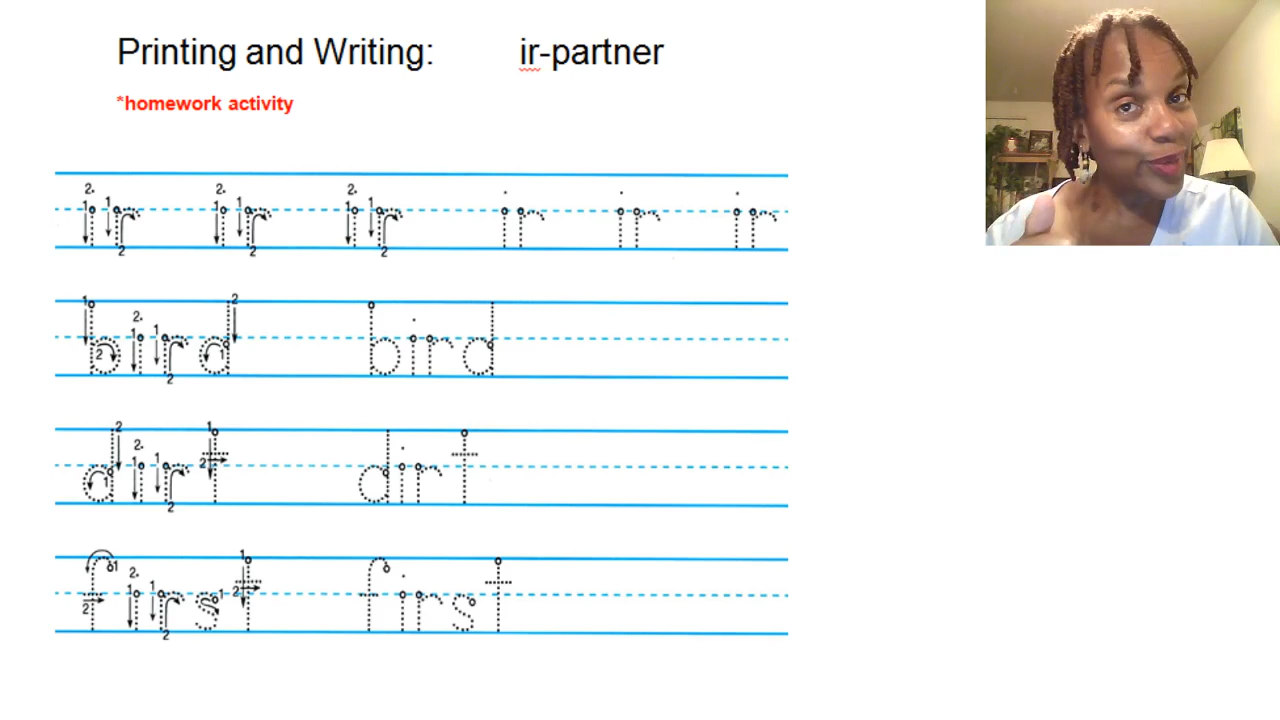 Printing and Writing: ir-partner
*homework activity
ir ir ir ir ir ir
bird bird
dirt dirt
first first